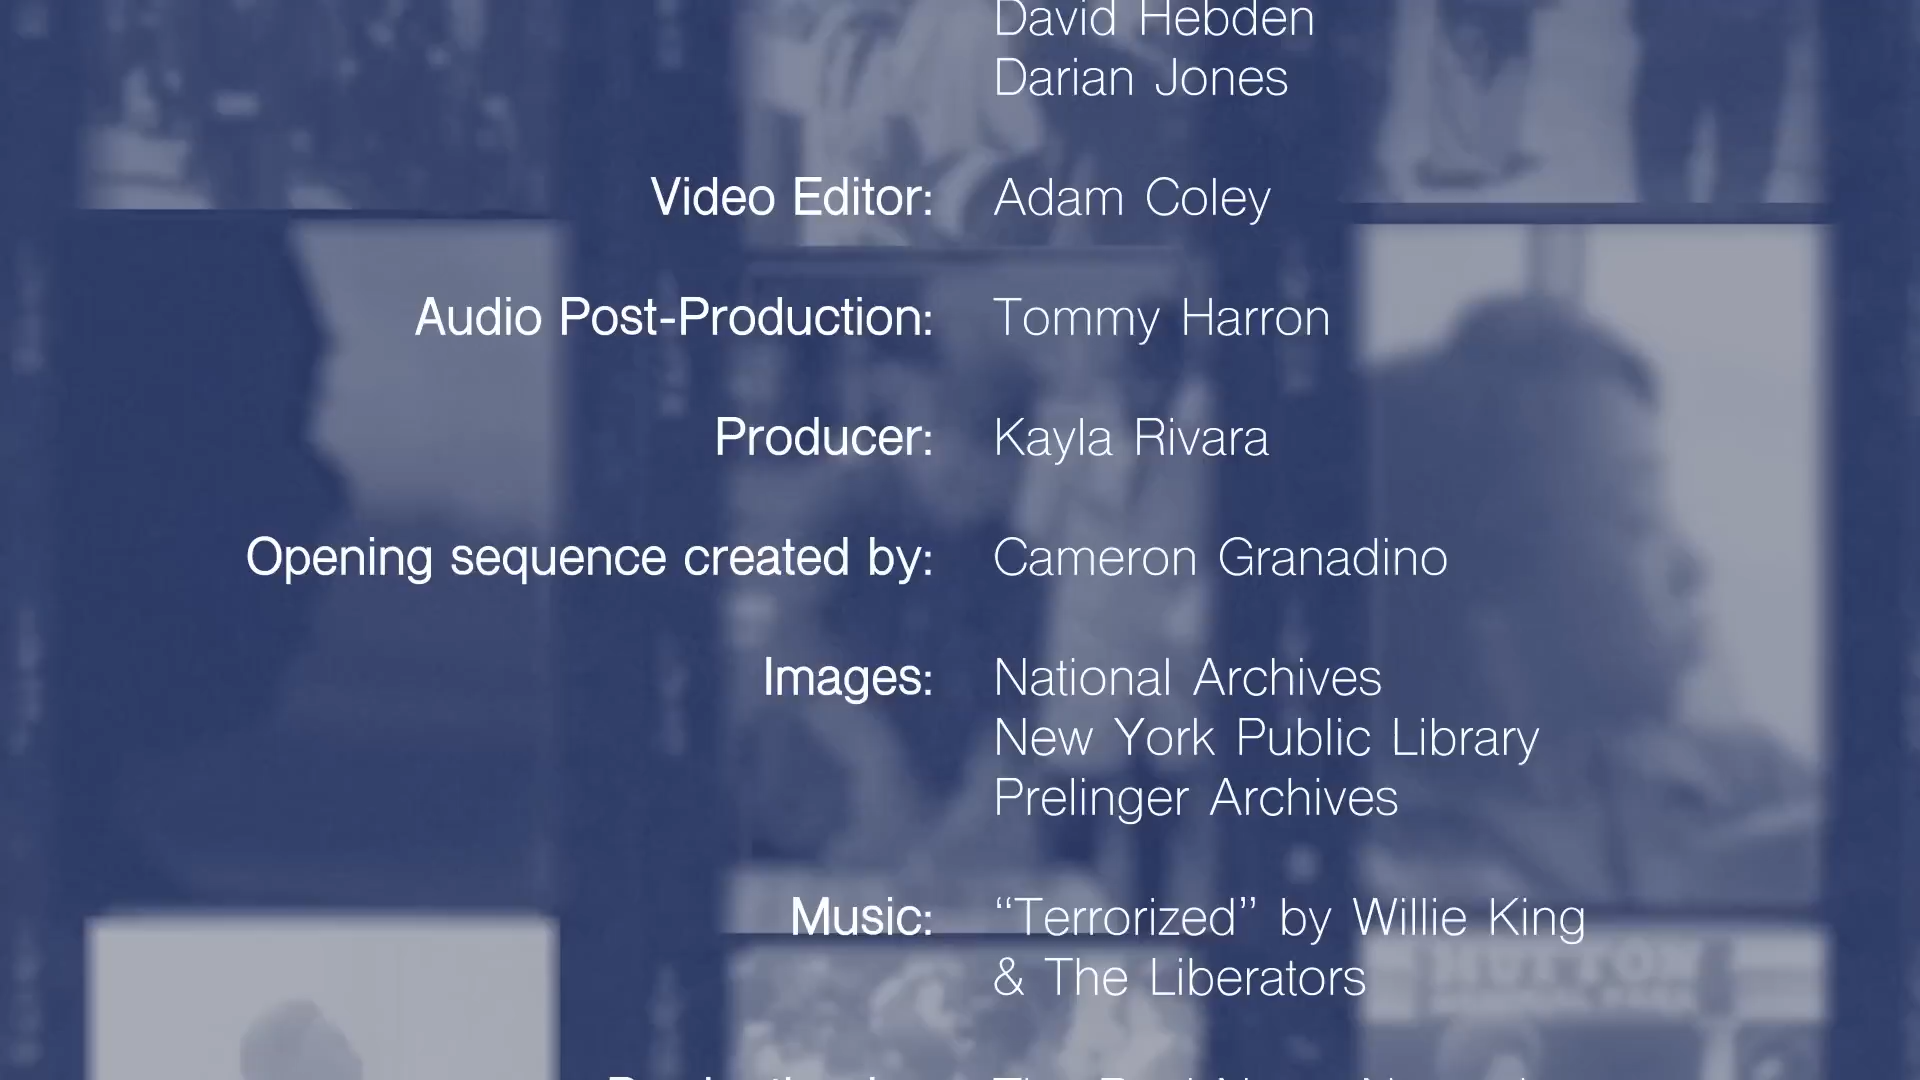 David Hebden
Darian Jones
Video Editor: Adam Coley
Audio Post-Production: Tommy Harron
Producer: Kayla Rivara
Opening sequence created by: Cameron Granadino
Images: National Archives
New York Public Library
Prelinger Archives
Music: “Terrorized” by Willie King
& The Liberators
HUTTON